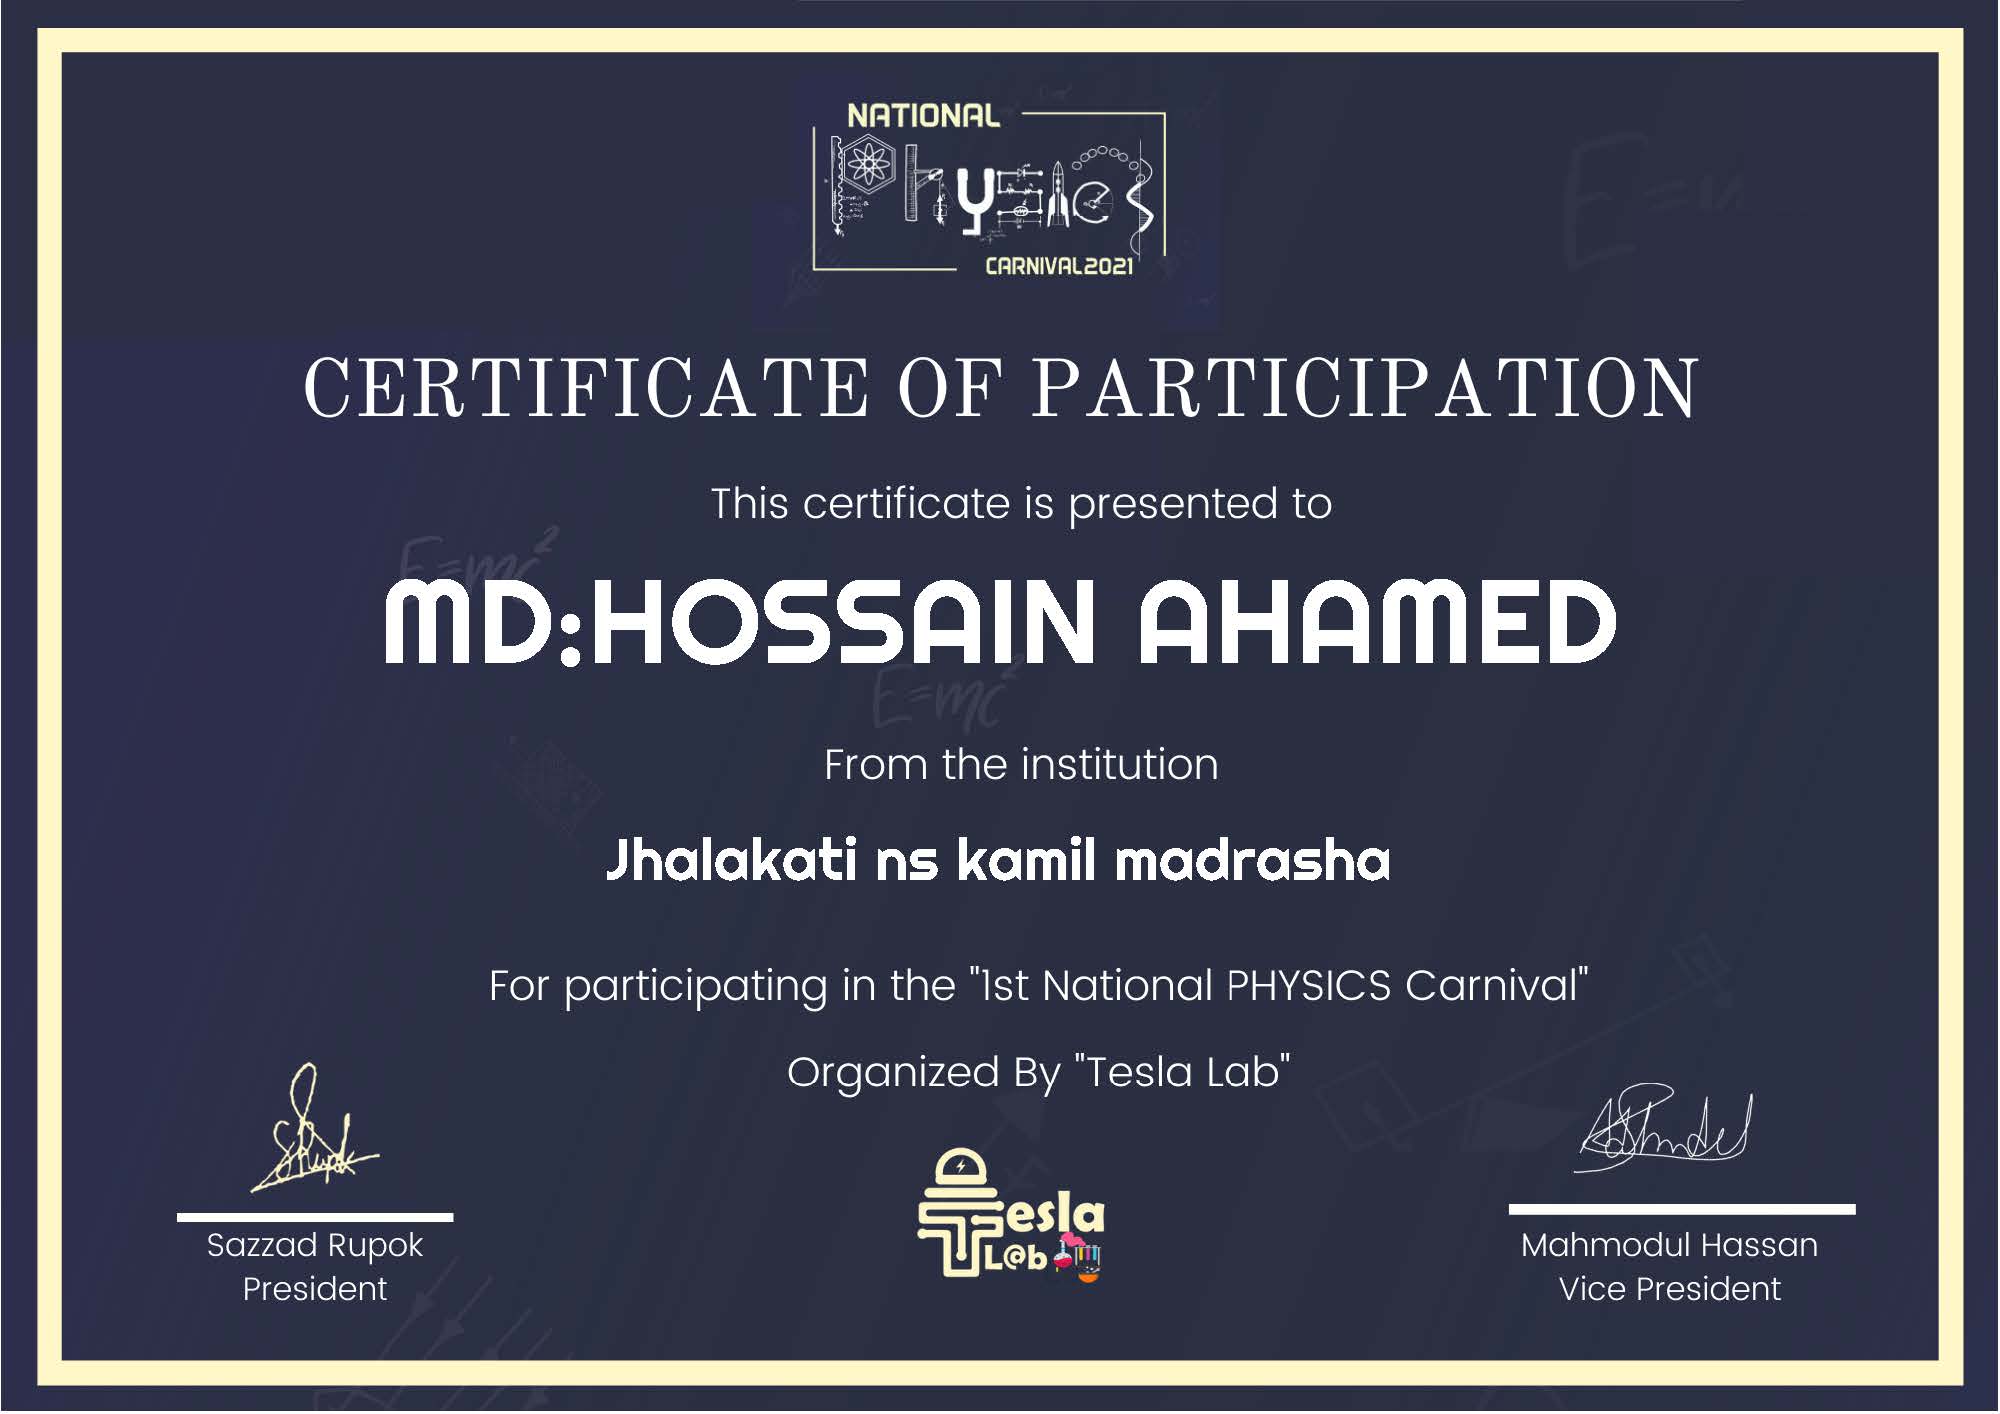 NATIONAL
Physics
CARNIVAL2021
CERTIFICATE OF PARTICIPATION
This certificate is presented to
E=mc²
MD:HOSSAIN AHAMED
E=mc²
From the institution
Jhalakati ns kamil madrasha
For participating in the "1st National PHYSICS Carnival"
Organized By "Tesla Lab"
Tesla
L@b
Sazzad Rupok
President
Mahmodul Hassan
Vice President